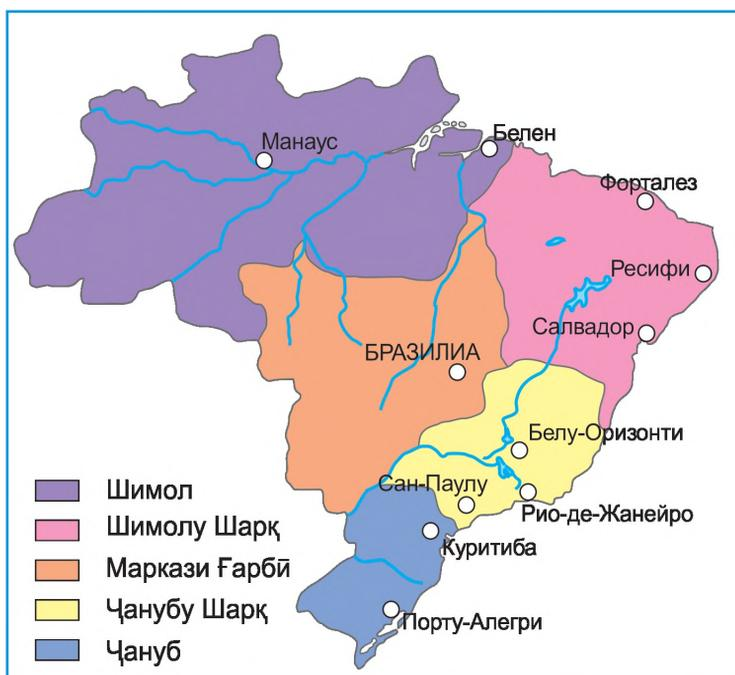 Манаус
Белен
Форталез
Ресифи
Салвадор
БРАЗИЛИА
Белу-Оризонти
Сан-Паулу
Рио-де-Жанейро
Куритиба
Порту-Алегри
Шимол
Шимолу Шарқ
Маркази Ғарбӣ
Ҷанубу Шарқ
Ҷануб